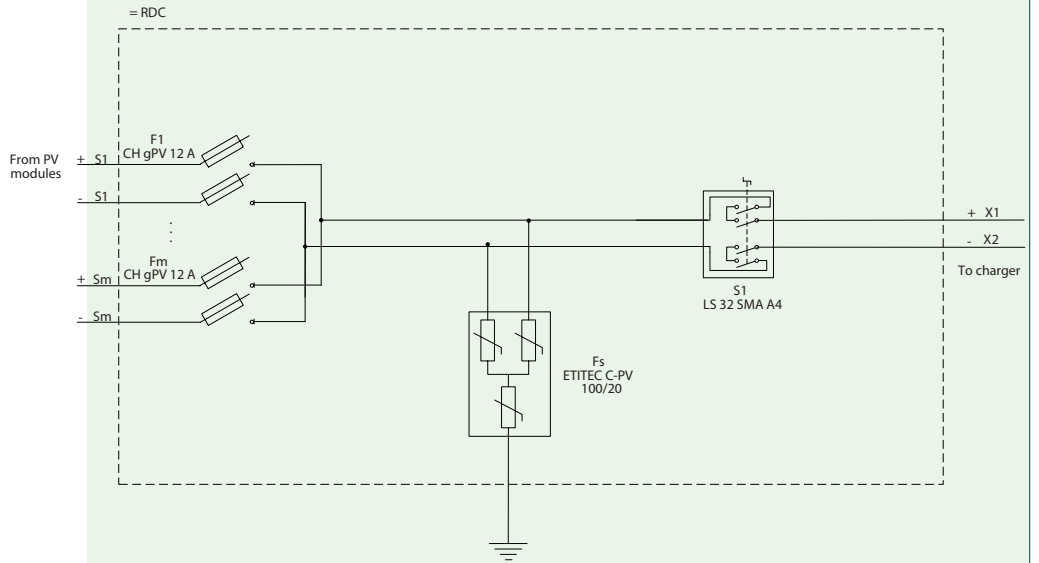 = RDC
F1
CH gPV 12 A
From PV
modules
+ S1
- S1
Fm
CH gPV 12 A
+ Sm
- Sm
+ X1
- X2
To charger
S1
LS 32 SMA A4
Fs
ETITEC C-PV
100/20